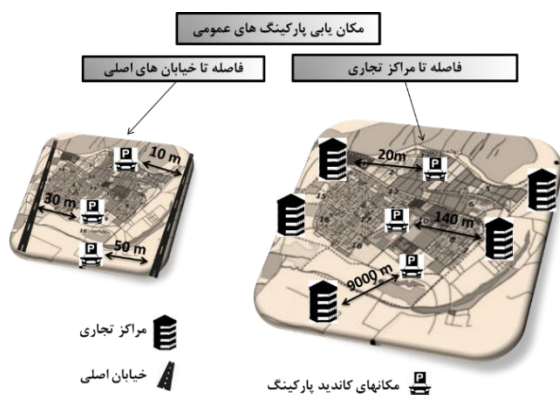 مکان یابی پارکینگ های عمومی
فاصله تا مراکز تجاری
فاصله تا خیابان های اصلی
P
20m
P
140 m
P
9000 m
P
10 m
30 m
P
50 m
P
مراکز تجاری
خیابان اصلی
مکانهای کاندید پارکینگ
P